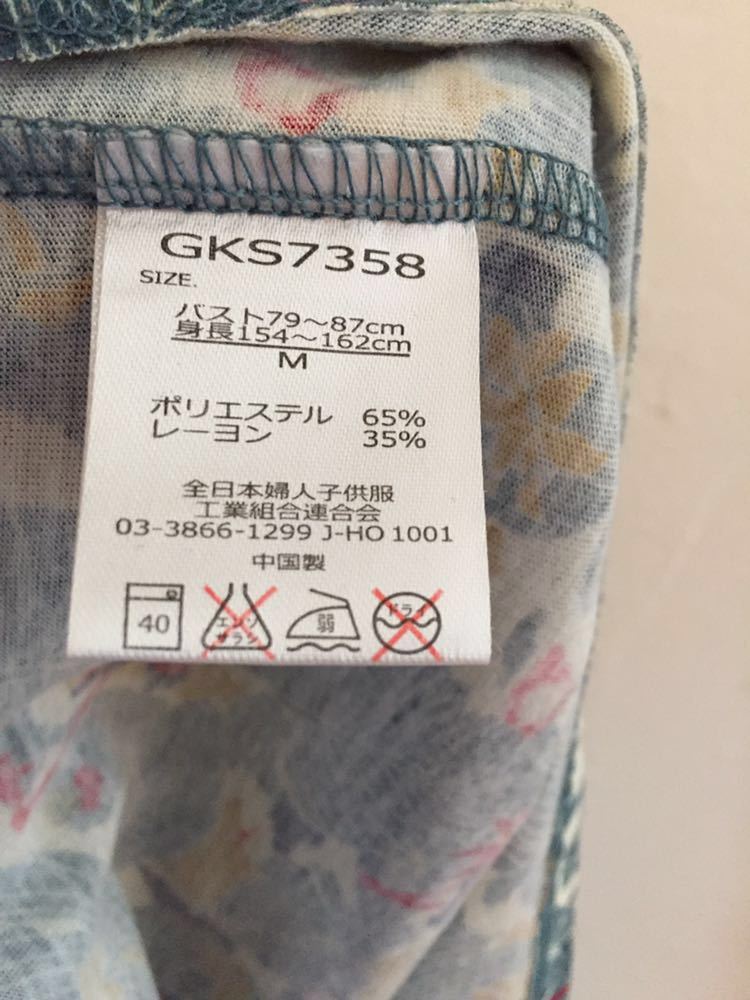 GKS7358
SIZE.
バスト79～87cm
身長154～162cm
M
ポリエステル 65%
レーヨン 35%
全日本婦人子供服
工業組合連合会
03-3866-1299 J-HO 1001
中国製
40
エンソ
サラシ
弱
ドライ